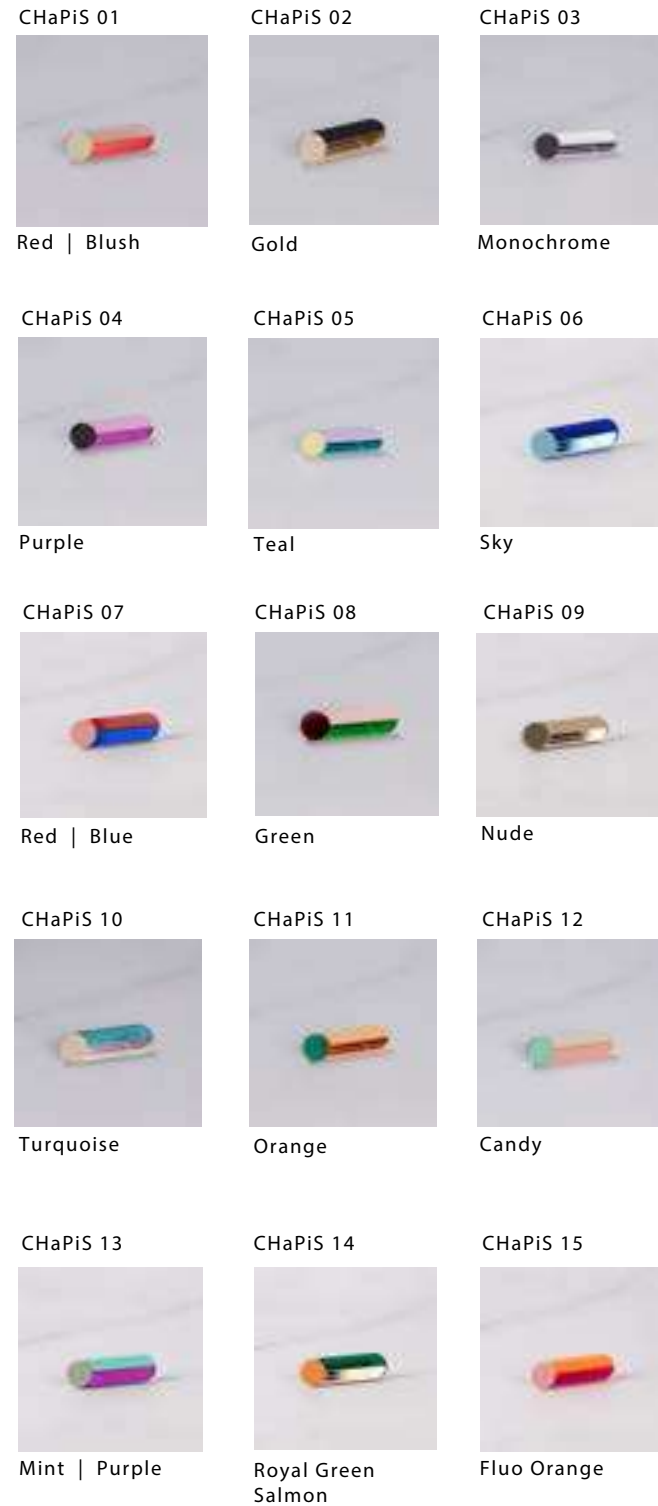 CHaPiS 01
CHaPiS 02
CHaPiS 03
Red | Blush
Gold
Monochrome
CHaPiS 04
CHaPiS 05
CHaPiS 06
Purple
Teal
Sky
CHaPiS 07
CHaPiS 08
CHaPiS 09
Red | Blue
Green
Nude
CHaPiS 10
CHaPiS 11
CHaPiS 12
Turquoise
Orange
Candy
CHaPiS 13
CHaPiS 14
CHaPiS 15
Mint | Purple
Royal Green
Salmon
Fluo Orange